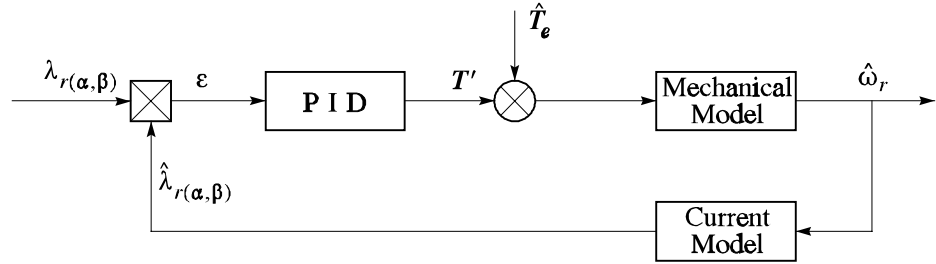 T̂e
λr(α,β)
ε
PID
T′
Mechanical
Model
ω̂r
λ̂r(α,β)
Current
Model